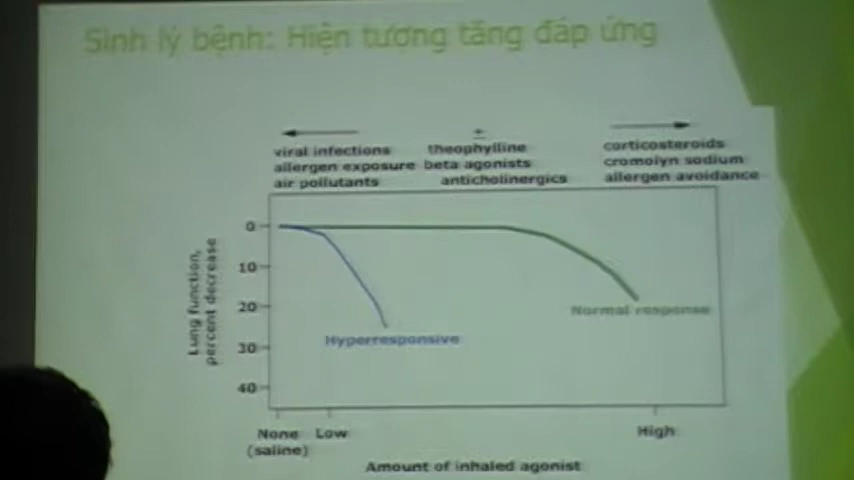 Sinh lý bệnh: Hiện tượng tăng đáp ứng
viral infections
allergen exposure
air pollutants
±
theophylline
beta agonists
anticholinergics
corticosteroids
cromolyn sodium
allergen avoidance
Lung function,
percent decrease
0
10
20
30
40
Hyperresponsive
Normal response
None
(saline)
Low
High
Amount of inhaled agonist